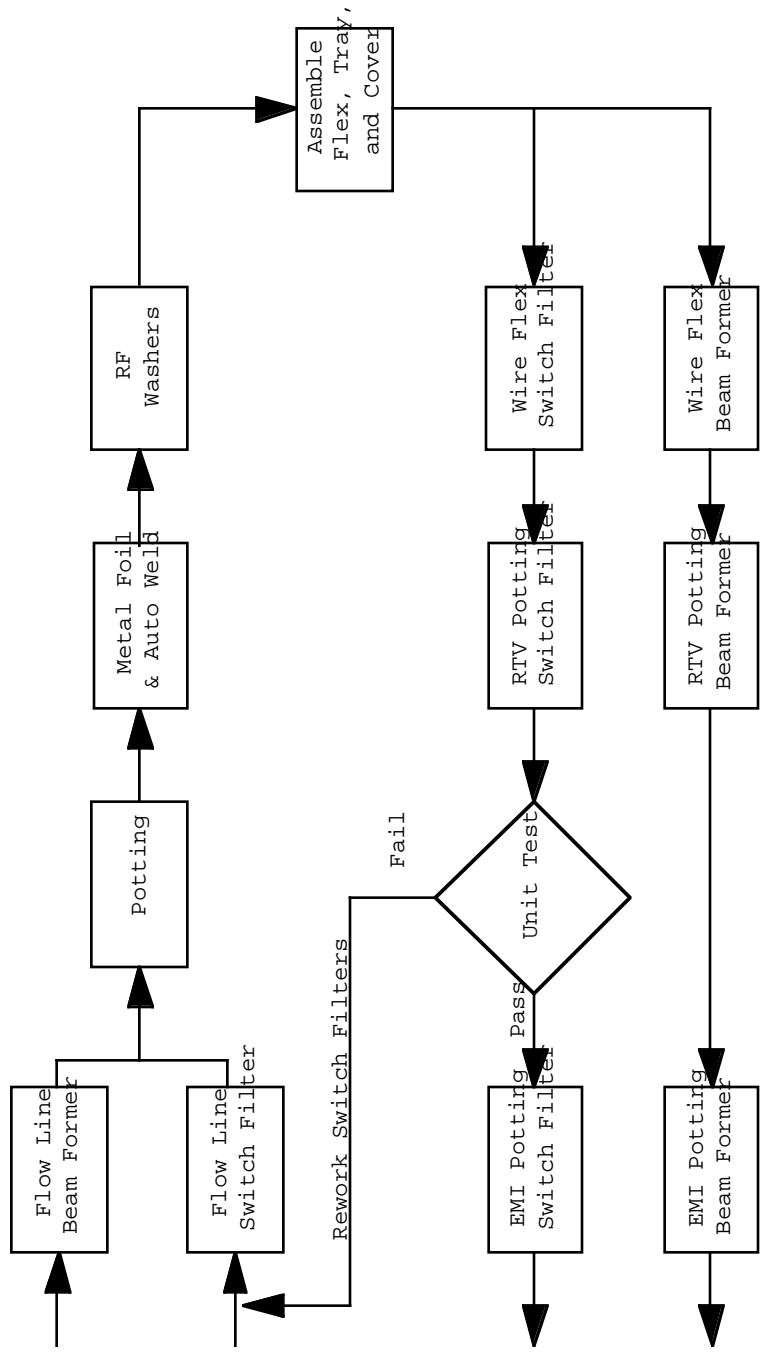 Assemble
Flex, Tray,
and Cover
RF
Washers
Wire Flex
Switch Filter
Wire Flex
Beam Former
Metal Foil
& Auto Weld
RTV Potting
Switch Filter
RTV Potting
Beam Former
Potting
Fail
Unit Test
Rework Switch Filters
Pass
Flow Line
Beam Former
Flow Line
Switch Filter
EMI Potting
Switch Filter
EMI Potting
Beam Former